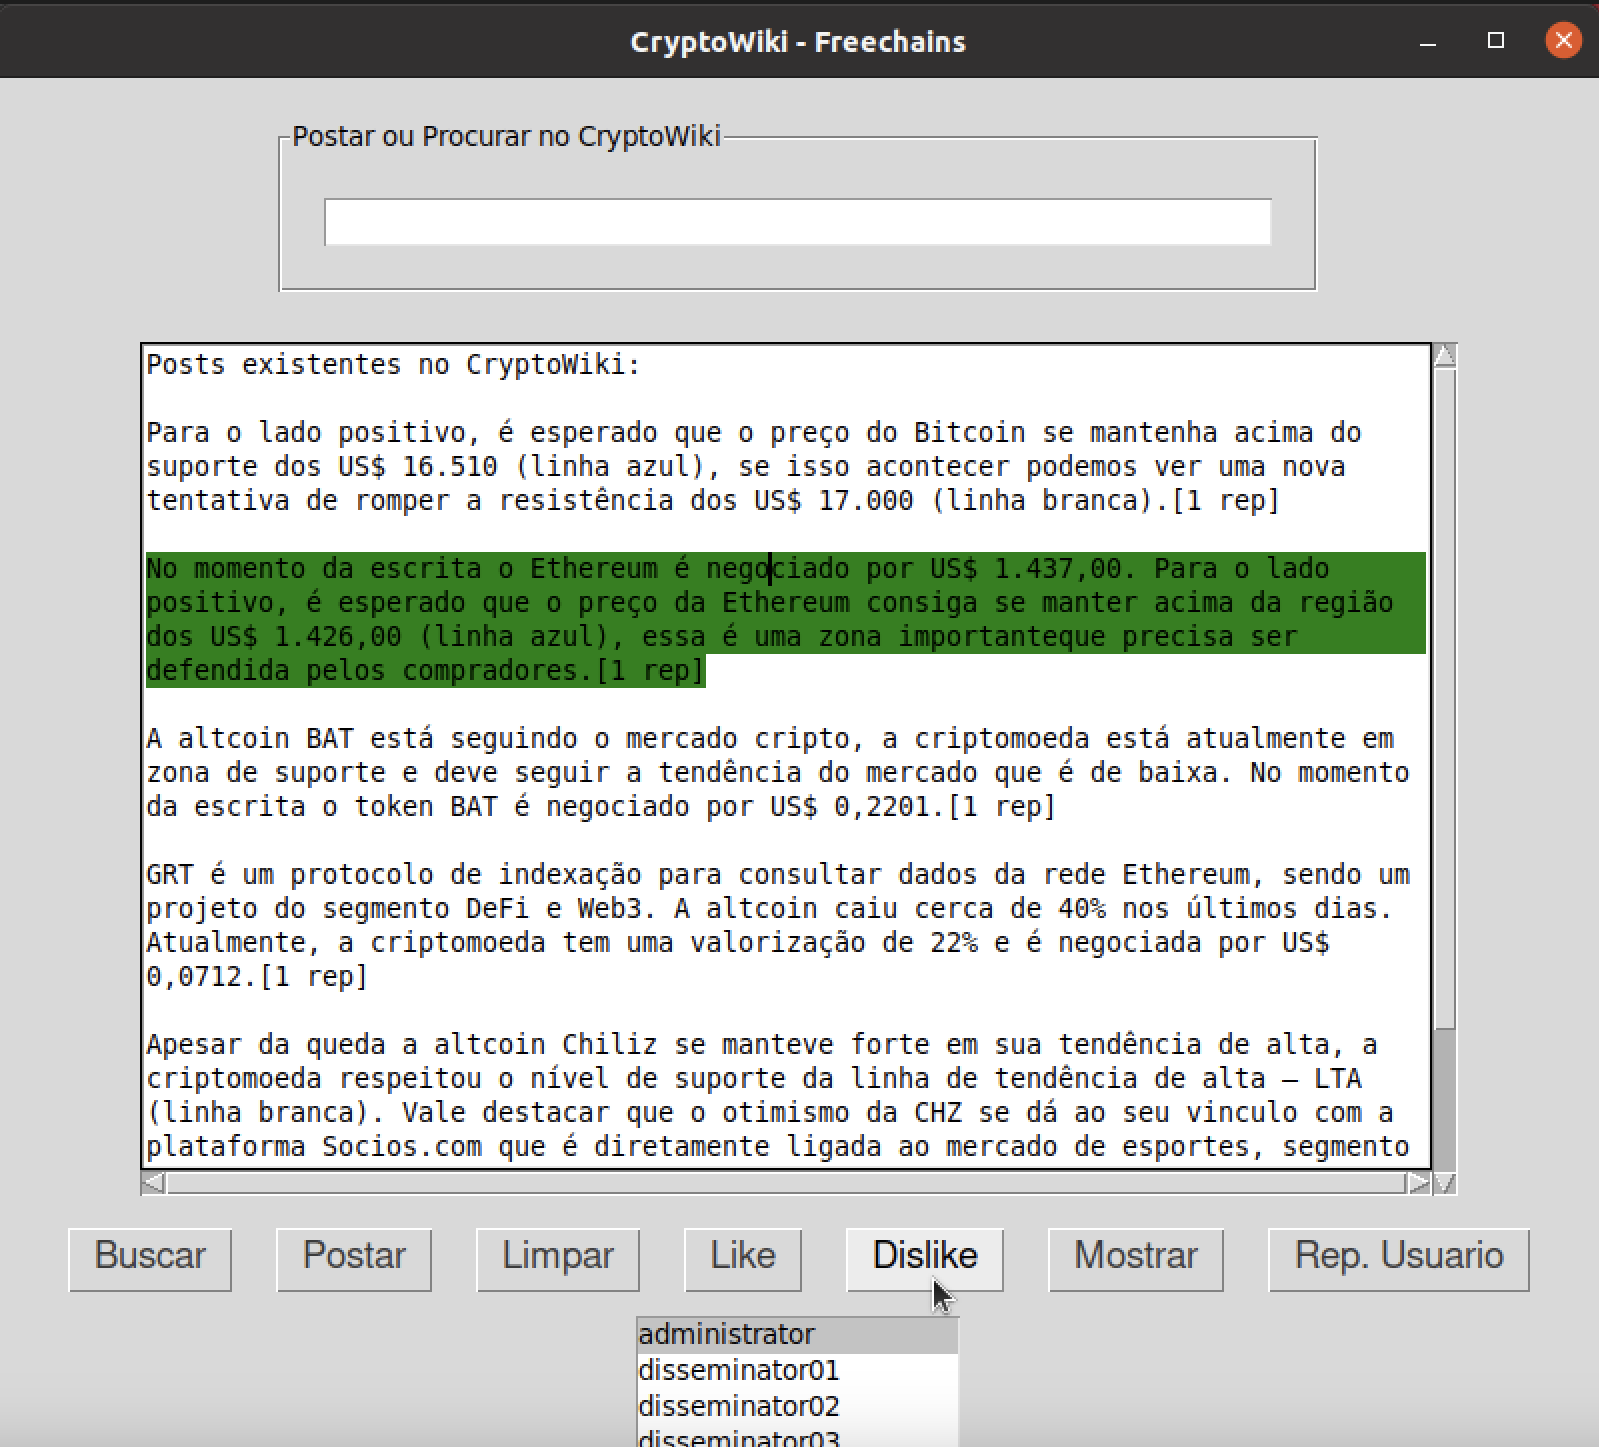 CryptoWiki - Freechains
Postar ou Procurar no CryptoWiki
Posts existentes no CryptoWiki:
Para o lado positivo, é esperado que o preço do Bitcoin se mantenha acima do
suporte dos US$ 16.510 (linha azul), se isso acontecer podemos ver uma nova
tentativa de romper a resistência dos US$ 17.000 (linha branca).[1 rep]
No momento da escrita o Ethereum é negociado por US$ 1.437,00. Para o lado
positivo, é esperado que o preço da Ethereum consiga se manter acima da região
dos US$ 1.426,00 (linha azul), essa é uma zona importanteque precisa ser
defendida pelos compradores.[1 rep]
A altcoin BAT está seguindo o mercado cripto, a criptomoeda está atualmente em
zona de suporte e deve seguir a tendência do mercado que é de baixa. No momento
da escrita o token BAT é negociado por US$ 0,2201.[1 rep]
GRT é um protocolo de indexação para consultar dados da rede Ethereum, sendo um
projeto do segmento DeFi e Web3. A altcoin caiu cerca de 40% nos últimos dias.
Atualmente, a criptomoeda tem uma valorização de 22% e é negociada por US$
0,0712.[1 rep]
Apesar da queda a altcoin Chiliz se manteve forte em sua tendência de alta, a
criptomoeda respeitou o nível de suporte da linha de tendência de alta – LTA
(linha branca). Vale destacar que o otimismo da CHZ se dá ao seu vinculo com a
plataforma Socios.com que é diretamente ligada ao mercado de esportes, segmento
Buscar
Postar
Limpar
Like
Dislike
Mostrar
Rep. Usuario
administrator
disseminator01
disseminator02
disseminator03